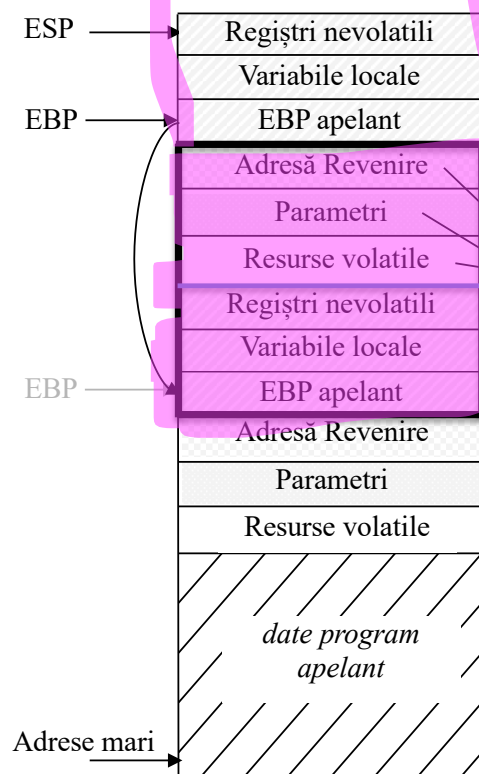 ESP
Regiștri nevolatili
Variabile locale
EBP
EBP apelant
Adresă Revenire
Parametri
Resurse volatile
Regiștri nevolatili
Variabile locale
EBP
EBP apelant
Adresă Revenire
Parametri
Resurse volatile
date program
apelant
Adrese mari